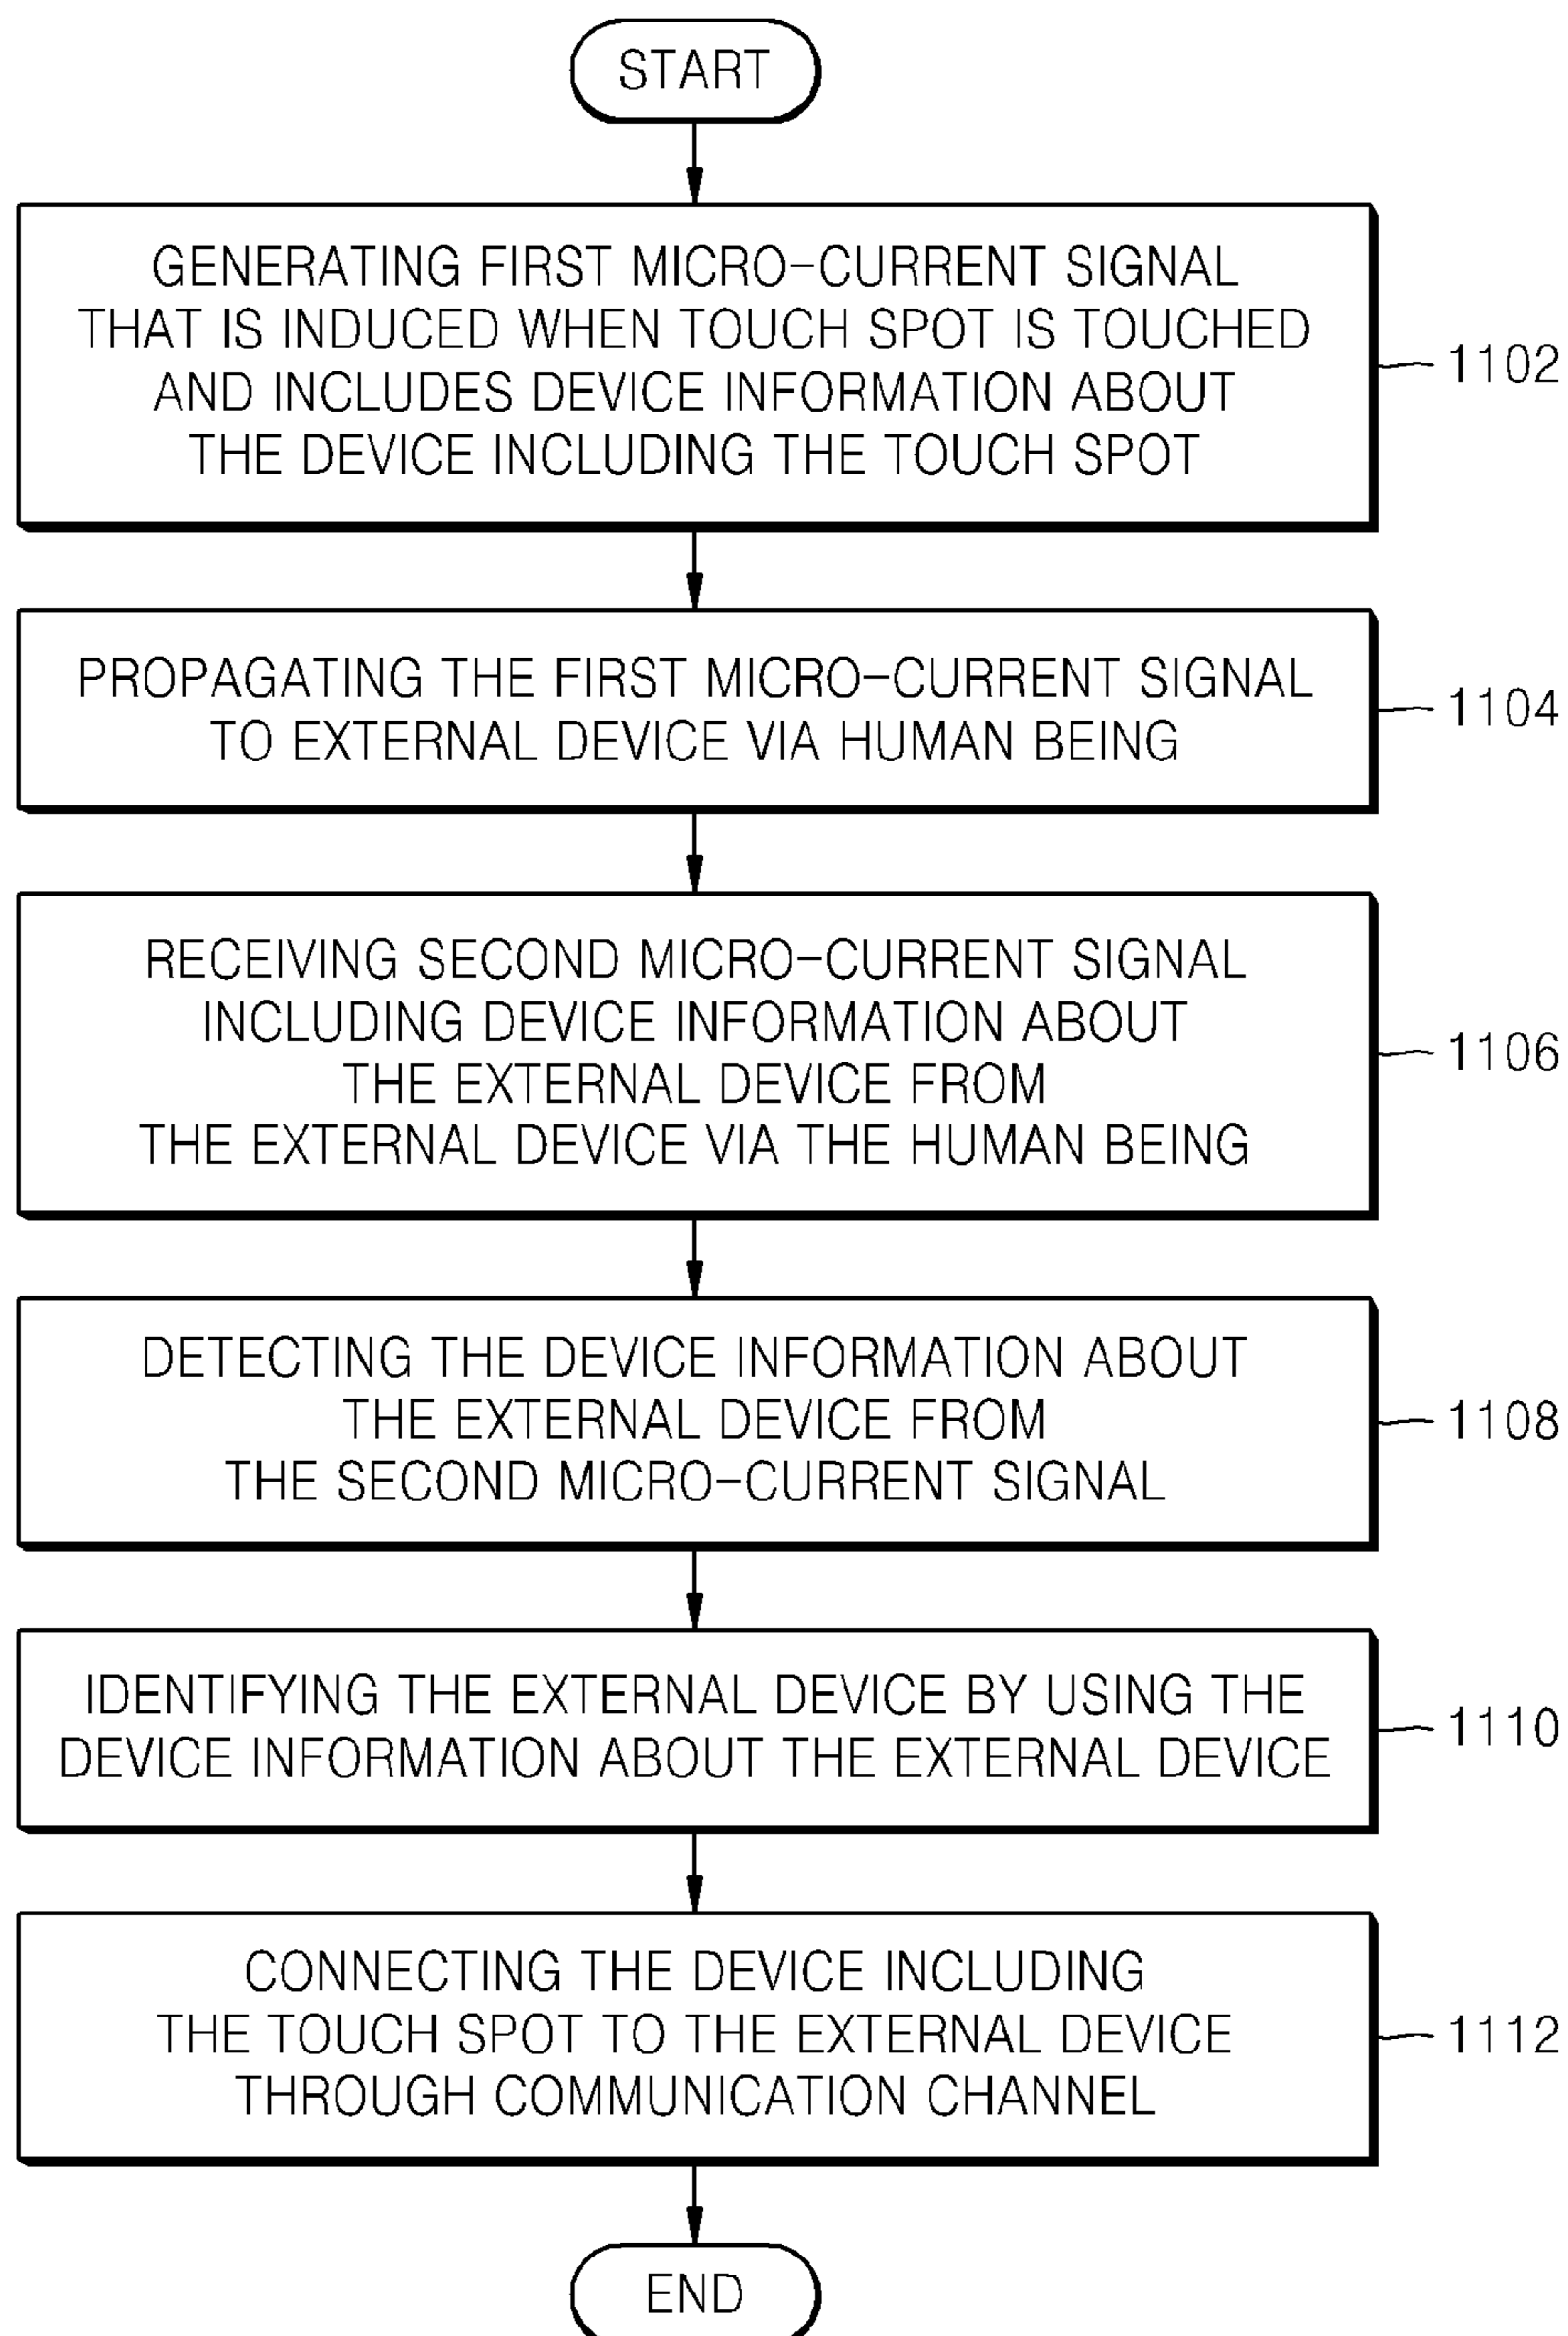 START
GENERATING FIRST MICRO-CURRENT SIGNAL
THAT IS INDUCED WHEN TOUCH SPOT IS TOUCHED
AND INCLUDES DEVICE INFORMATION ABOUT
THE DEVICE INCLUDING THE TOUCH SPOT
1102
PROPAGATING THE FIRST MICRO-CURRENT SIGNAL
TO EXTERNAL DEVICE VIA HUMAN BEING
1104
RECEIVING SECOND MICRO-CURRENT SIGNAL
INCLUDING DEVICE INFORMATION ABOUT
THE EXTERNAL DEVICE FROM
THE EXTERNAL DEVICE VIA THE HUMAN BEING
1106
DETECTING THE DEVICE INFORMATION ABOUT
THE EXTERNAL DEVICE FROM
THE SECOND MICRO-CURRENT SIGNAL
1108
IDENTIFYING THE EXTERNAL DEVICE BY USING THE
DEVICE INFORMATION ABOUT THE EXTERNAL DEVICE
1110
CONNECTING THE DEVICE INCLUDING
THE TOUCH SPOT TO THE EXTERNAL DEVICE
THROUGH COMMUNICATION CHANNEL
1112
END